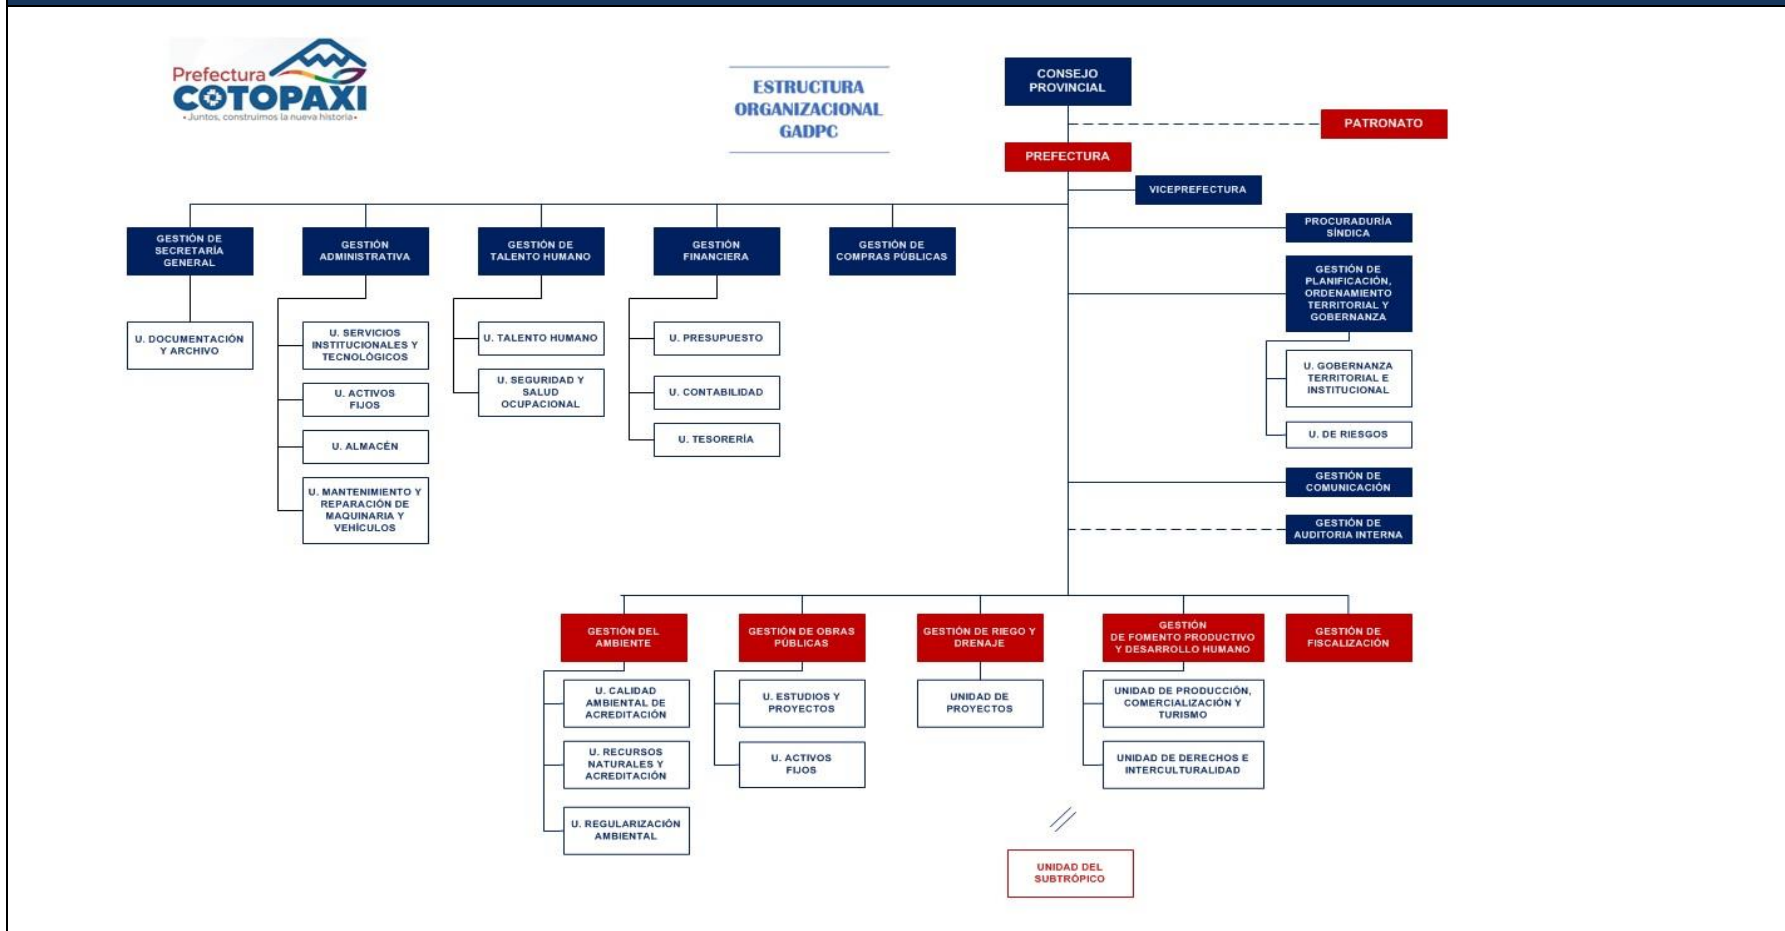 Prefectura
COTOPAXI
• Juntos, construimos la nueva historia •
ESTRUCTURA
ORGANIZACIONAL
GADPC
CONSEJO
PROVINCIAL
PATRONATO
PREFECTURA
VICEPREFECTURA
GESTIÓN DE
SECRETARÍA
GENERAL
GESTIÓN
ADMINISTRATIVA
GESTIÓN DE
TALENTO HUMANO
GESTIÓN
FINANCIERA
GESTIÓN DE
COMPRAS PÚBLICAS
PROCURADURÍA
SÍNDICA
GESTIÓN DE
PLANIFICACIÓN,
ORDENAMIENTO
TERRITORIAL Y
GOBERNANZA
U. DOCUMENTACIÓN
Y ARCHIVO
U. SERVICIOS
INSTITUCIONALES Y
TECNOLÓGICOS
U. ACTIVOS
FIJOS
U. ALMACÉN
U. MANTENIMIENTO Y
REPARACIÓN DE
MAQUINARIA Y
VEHÍCULOS
U. TALENTO HUMANO
U. SEGURIDAD Y
SALUD
OCUPACIONAL
U. PRESUPUESTO
U. CONTABILIDAD
U. TESORERÍA
U. GOBERNANZA
TERRITORIAL E
INSTITUCIONAL
U. DE RIESGOS
GESTIÓN DE
COMUNICACIÓN
GESTIÓN DE
AUDITORIA INTERNA
GESTIÓN DEL
AMBIENTE
GESTIÓN DE OBRAS
PÚBLICAS
GESTIÓN DE RIEGO Y
DRENAJE
GESTIÓN
DE FOMENTO PRODUCTIVO
Y DESARROLLO HUMANO
GESTIÓN DE
FISCALIZACIÓN
U. CALIDAD
AMBIENTAL DE
ACREDITACIÓN
U. RECURSOS
NATURALES Y
ACREDITACIÓN
U. REGULARIZACIÓN
AMBIENTAL
U. ESTUDIOS Y
PROYECTOS
U. ACTIVOS
FIJOS
UNIDAD DE
PROYECTOS
UNIDAD DE PRODUCCIÓN,
COMERCIALIZACIÓN Y
TURISMO
UNIDAD DE DERECHOS E
INTERCULTURALIDAD
UNIDAD DEL
SUBTRÓPICO